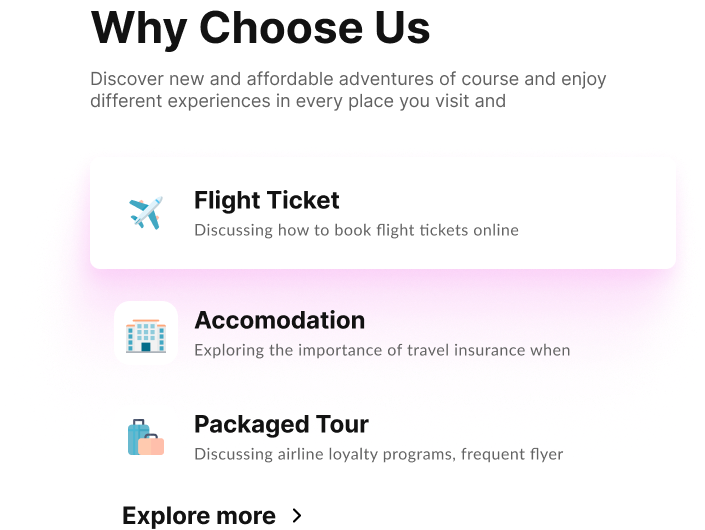 Why Choose Us
Discover new and affordable adventures of course and enjoy
different experiences in every place you visit and
Flight Ticket
Discussing how to book flight tickets online
Accomodation
Exploring the importance of travel insurance when
Packaged Tour
Discussing airline loyalty programs, frequent flyer
Explore more